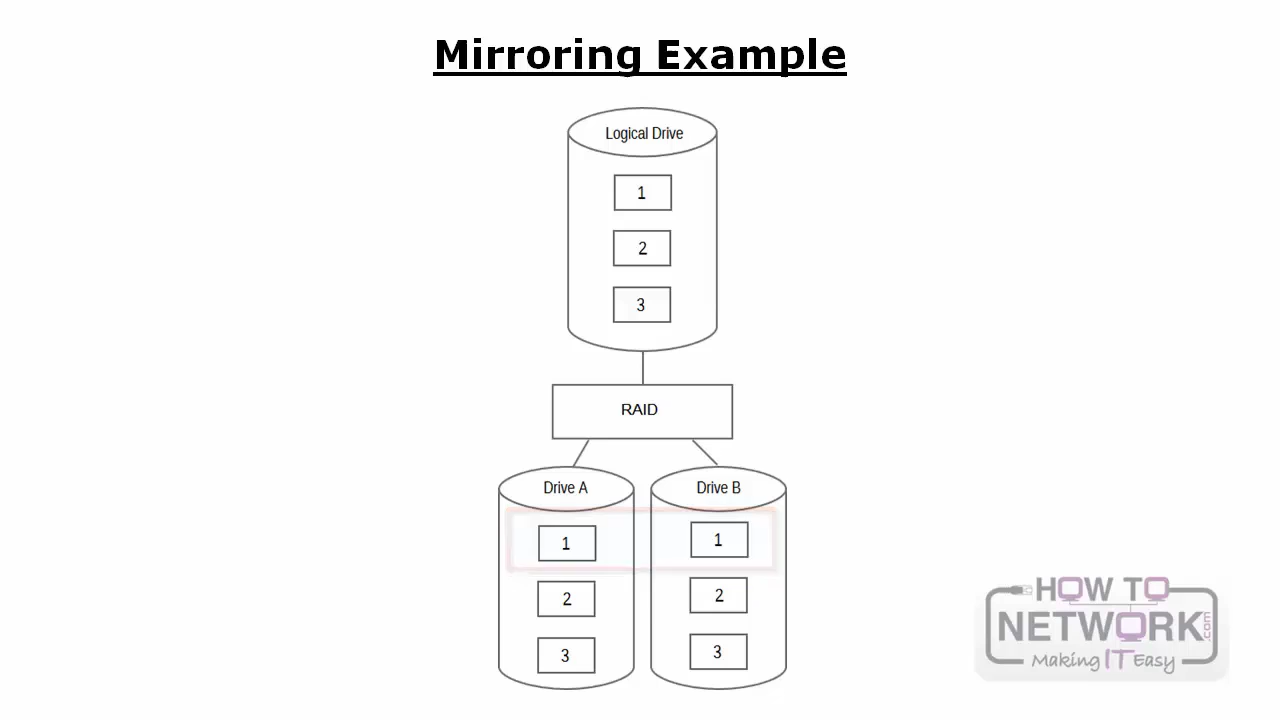 Mirroring Example
Logical Drive
1
2
3
RAID
Drive A
1
2
3
Drive B
1
2
3
HOW TO
NETWORK.com
Making IT Easy